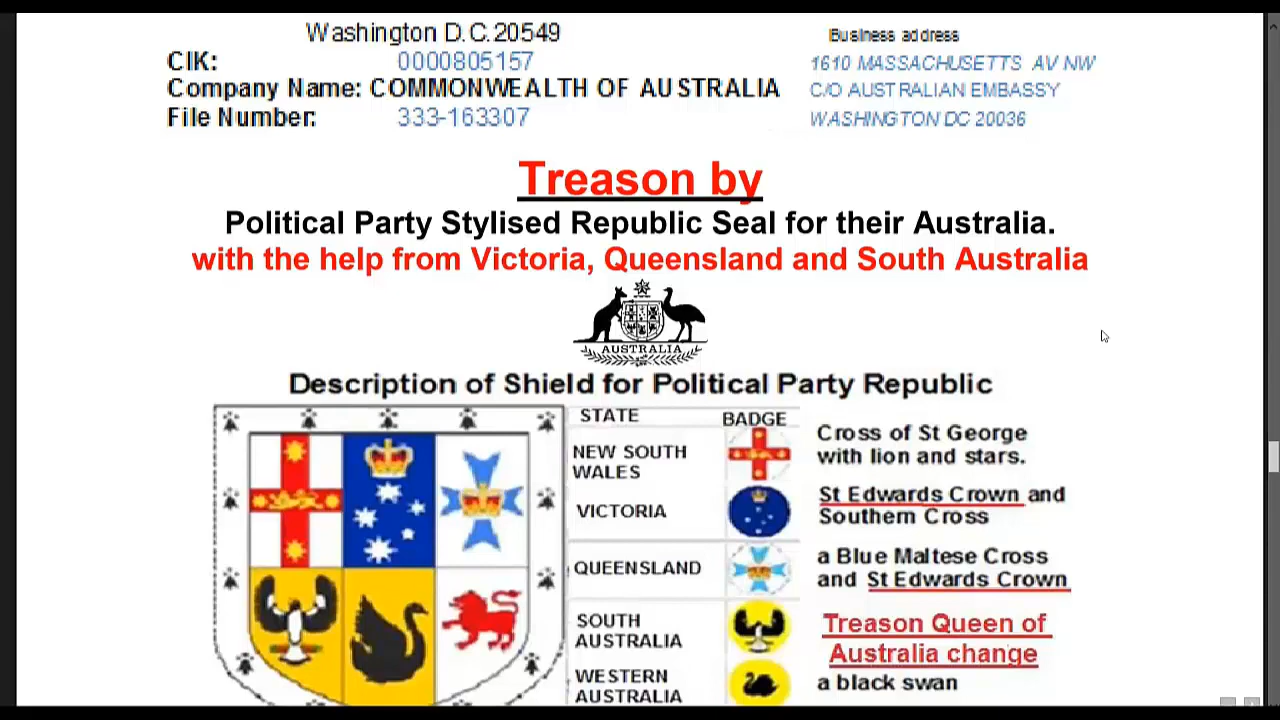 Washington D.C.20549
CIK: 0000805157
Company Name: COMMONWEALTH OF AUSTRALIA
File Number: 333-163307
Business address
1610 MASSACHUSETTS AV NW
C/O AUSTRALIAN EMBASSY
WASHINGTON DC 20036
Treason by
Political Party Stylised Republic Seal for their Australia.
with the help from Victoria, Queensland and South Australia
AUSTRALIA
Description of Shield for Political Party Republic
STATE BADGE
NEW SOUTH WALES Cross of St George with lion and stars.
VICTORIA St Edwards Crown and Southern Cross
QUEENSLAND a Blue Maltese Cross and St Edwards Crown
SOUTH AUSTRALIA Treason Queen of Australia change
WESTERN AUSTRALIA a black swan